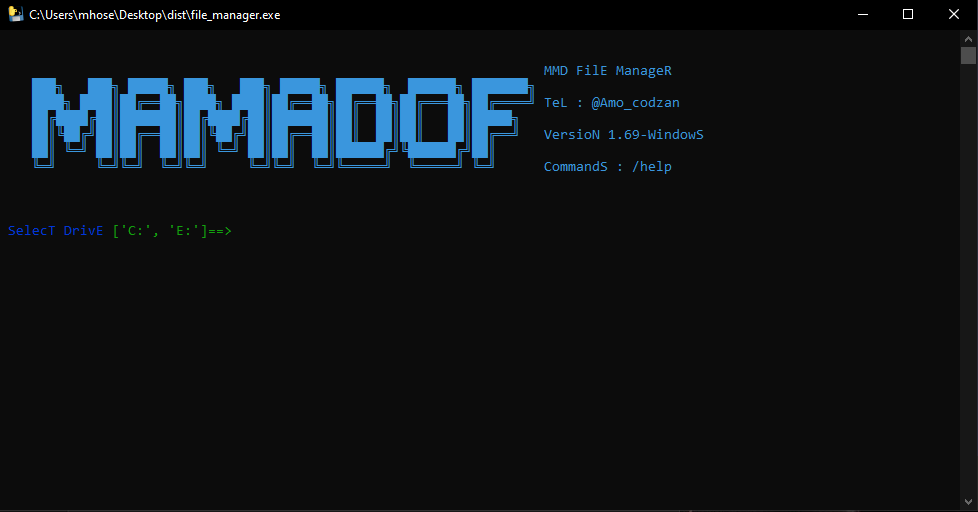 C:\Users\mhose\Desktop\dist\file_manager.exe
MAMADOF
MMD FilE ManageR
TeL : @Amo_codzan
VersioN 1.69-WindowS
CommandS : /help
SelecT DrivE ['C:', 'E:']==>